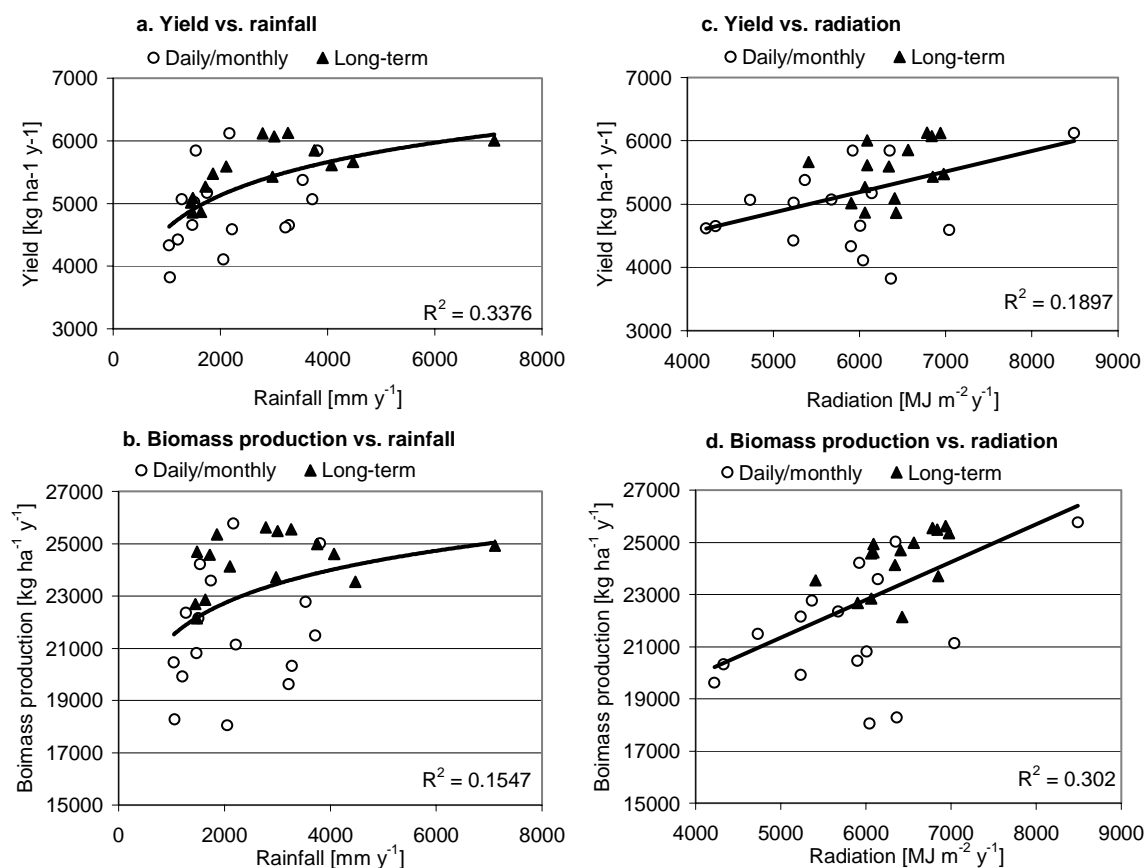 a. Yield vs. rainfall
Daily/monthly Long-term
7000
6000
5000
4000
3000
Yield [kg ha-1 y-1]
R² = 0.3376
0 2000 4000 6000 8000
Rainfall [mm y⁻¹]
c. Yield vs. radiation
Daily/monthly Long-term
7000
6000
5000
4000
3000
Yield [kg ha-1 y-1]
R² = 0.1897
4000 5000 6000 7000 8000 9000
Radiation [MJ m⁻² y⁻¹]
b. Biomass production vs. rainfall
Daily/monthly Long-term
27000
25000
23000
21000
19000
17000
15000
Boimass production [kg ha⁻¹ y⁻¹]
R² = 0.1547
0 2000 4000 6000 8000
Rainfall [mm y⁻¹]
d. Biomass production vs. radiation
Daily/monthly Long-term
27000
25000
23000
21000
19000
17000
15000
Boimass production [kg ha⁻¹ y⁻¹]
R² = 0.302
4000 5000 6000 7000 8000 9000
Radiation [MJ m⁻² y⁻¹]